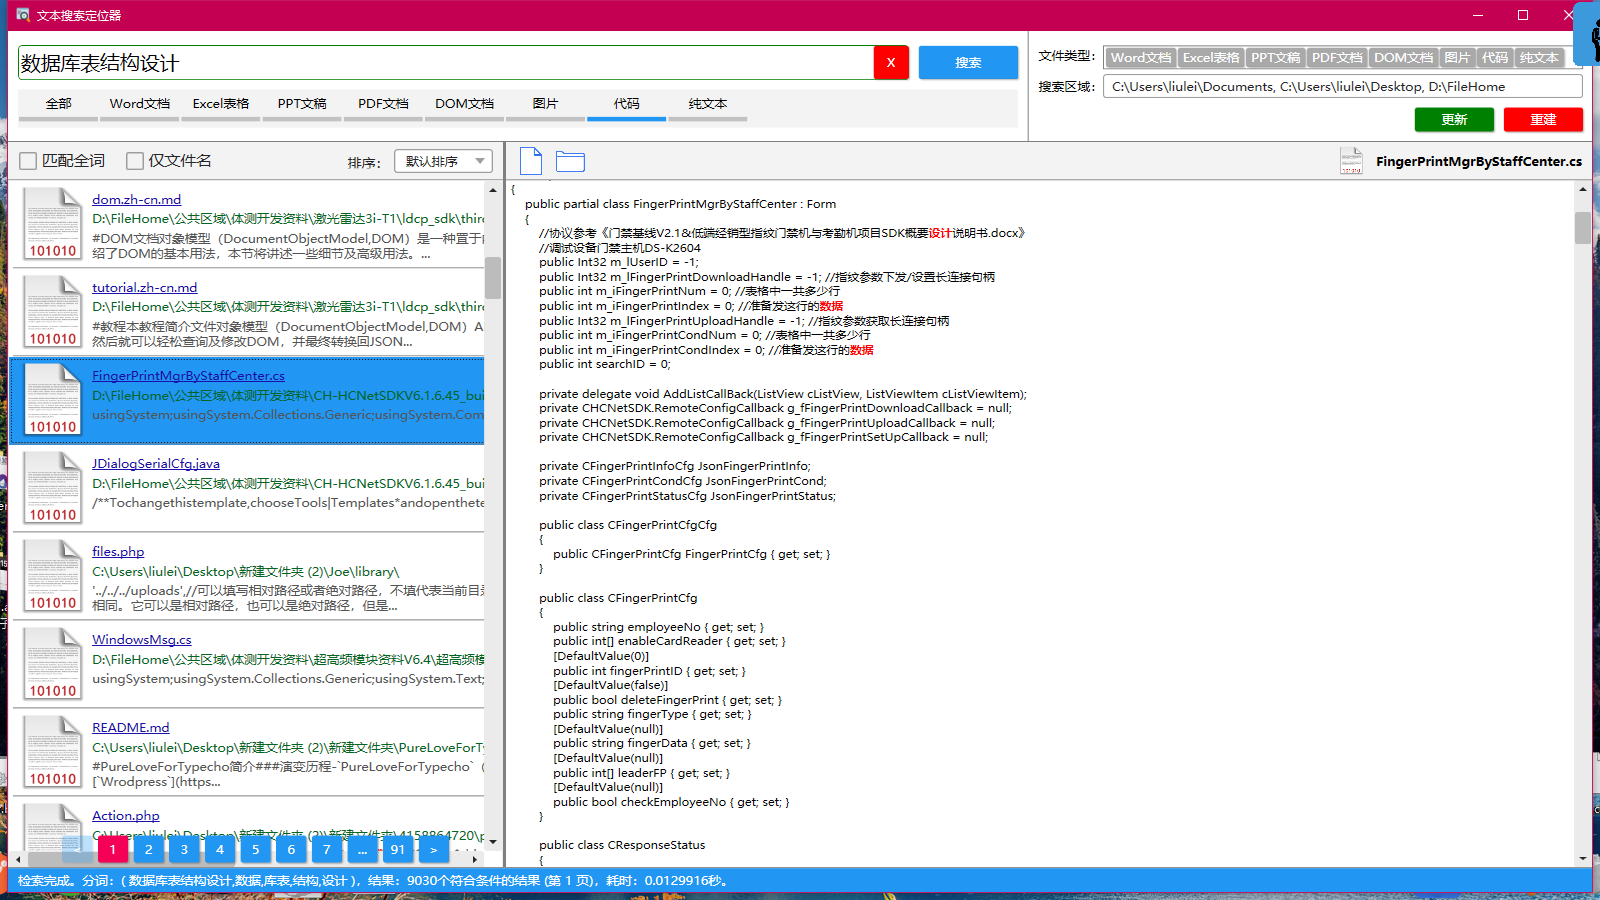 文本搜索定位器
数据库表结构设计
X
搜索
全部 Word文档 Excel表格 PPT文稿 PDF文档 DOM文档 图片 代码 纯文本
文件类型: Word文档 Excel表格 PPT文稿 PDF文档 DOM文档 图片 代码 纯文本
搜索区域: C:\Users\liulei\Documents, C:\Users\liulei\Desktop, D:\FileHome
更新 重建
匹配全词 仅文件名 排序: 默认排序
FingerPrintMgrByStaffCenter.cs
dom.zh-cn.md
D:\FileHome\公共区域\体测开发资料\激光雷达3i-T1\ldcp_sdk\third
#DOM文档对象模型（DocumentObjectModel,DOM）是一种置于
绍了DOM的基本用法，本节将讲述一些细节及高级用法。...
101010
tutorial.zh-cn.md
D:\FileHome\公共区域\体测开发资料\激光雷达3i-T1\ldcp_sdk\third
#教程本教程简介文件对象模型（DocumentObjectModel,DOM）A
然后就可以轻松查询及修改DOM，并最终转换回JSON...
101010
FingerPrintMgrByStaffCenter.cs
D:\FileHome\公共区域\体测开发资料\CH-HCNetSDKV6.1.6.45_bui
usingSystem;usingSystem.Collections.Generic;usingSystem.Com
101010
JDialogSerialCfg.java
D:\FileHome\公共区域\体测开发资料\CH-HCNetSDKV6.1.6.45_bui
/**Tochangethistemplate,chooseTools|Templates*andopenthete
101010
files.php
C:\Users\liulei\Desktop\新建文件夹 (2)\Joe\library\
'../../../uploads',//可以填写相对路径或者绝对路径，不填代表当前目录
相同。它可以是相对路径，也可以是绝对路径，但是...
101010
WindowsMsg.cs
D:\FileHome\公共区域\体测开发资料\超高频模块资料V6.4\超高频模
usingSystem;usingSystem.Collections.Generic;usingSystem.Text;
101010
README.md
C:\Users\liulei\Desktop\新建文件夹 (2)\新建文件夹\PureLoveForTy
#PureLoveForTypecho简介###演变历程-`PureLoveForTypecho`（
[`Wrodpress`](https...
101010
Action.php
C:\Users\liulei\Desktop\新建文件夹 (2)\新建文件夹\4158864720\p
< 1 2 3 4 5 6 7 ... 91 >
{
public partial class FingerPrintMgrByStaffCenter : Form
{
//协议参考《门禁基线V2.1&低端经销型指纹门禁机与考勤机项目SDK概要设计说明书.docx》
//调试设备门禁主机DS-K2604
public Int32 m_lUserID = -1;
public Int32 m_lFingerPrintDownloadHandle = -1; //指纹参数下发/设置长连接句柄
public int m_iFingerPrintNum = 0; //表格中一共多少行
public int m_iFingerPrintIndex = 0; //准备发这行的数据
public Int32 m_lFingerPrintUploadHandle = -1; //指纹参数获取长连接句柄
public int m_iFingerPrintCondNum = 0; //表格中一共多少行
public int m_iFingerPrintCondIndex = 0; //准备发这行的数据
public int searchID = 0;
private delegate void AddListCallBack(ListView cListView, ListViewItem cListViewItem);
private CHCNetSDK.RemoteConfigCallback g_fFingerPrintDownloadCallback = null;
private CHCNetSDK.RemoteConfigCallback g_fFingerPrintUploadCallback = null;
private CHCNetSDK.RemoteConfigCallback g_fFingerPrintSetUpCallback = null;
private CFingerPrintInfoCfg JsonFingerPrintInfo;
private CFingerPrintCondCfg JsonFingerPrintCond;
private CFingerPrintStatusCfg JsonFingerPrintStatus;
public class CFingerPrintCfgCfg
{
public CFingerPrintCfg FingerPrintCfg { get; set; }
}
public class CFingerPrintCfg
{
public string employeeNo { get; set; }
public int[] enableCardReader { get; set; }
[DefaultValue(0)]
public int fingerPrintID { get; set; }
[DefaultValue(false)]
public bool deleteFingerPrint { get; set; }
public string fingerType { get; set; }
[DefaultValue(null)]
public string fingerData { get; set; }
[DefaultValue(null)]
public int[] leaderFP { get; set; }
[DefaultValue(null)]
public bool checkEmployeeNo { get; set; }
}
public class CResponseStatus
{
检索完成。分词：( 数据库表结构设计,数据,库表,结构,设计 )，结果：9030个符合条件的结果 (第 1 页)，耗时：0.0129916秒。